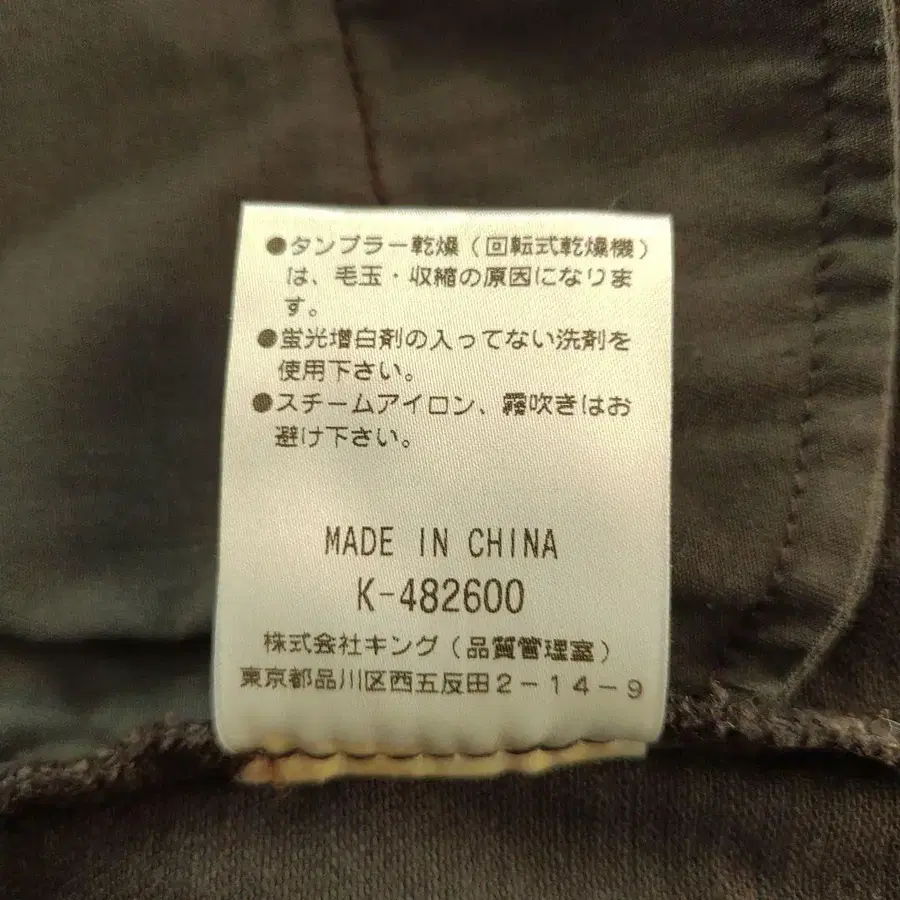 ●タンブラー乾燥（回転式乾燥機）
は、毛玉・収縮の原因になりま
す。
●蛍光増白剤の入ってない洗剤を
使用下さい。
●スチームアイロン、霧吹きはお
避け下さい。
MADE IN CHINA
K-482600
株式会社キング（品質管理室）
東京都品川区西五反田2-14-9